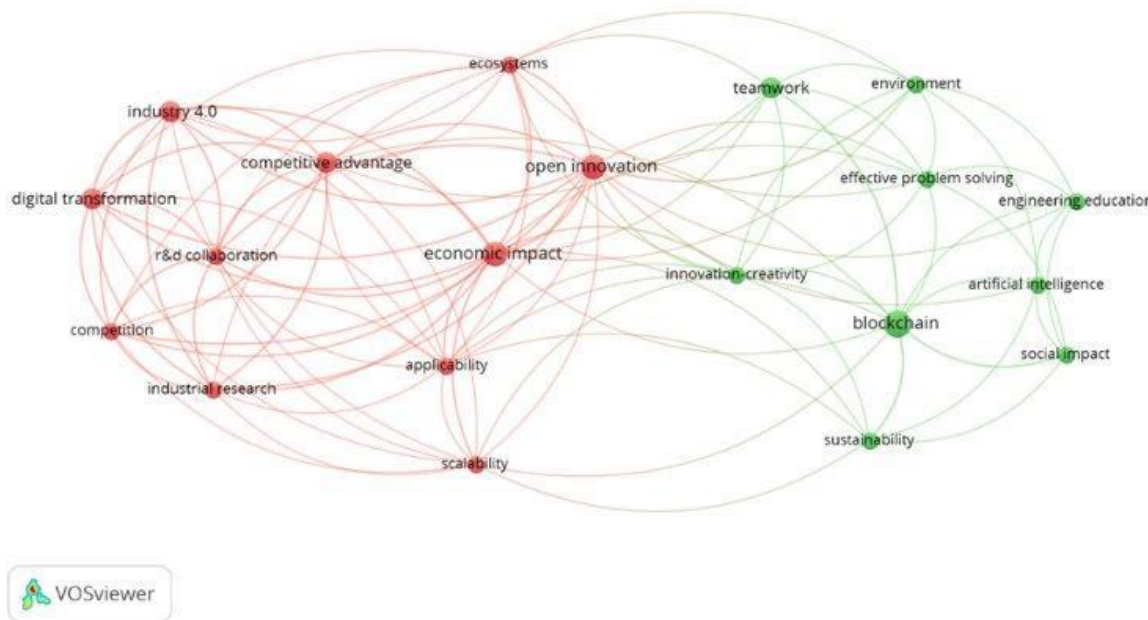 ecosystems
teamwork
environment
industry 4.0
competitive advantage
open innovation
effective problem solving
digital transformation
engineering education
r&d collaboration
economic impact
innovation-creativity
artificial intelligence
blockchain
competition
social impact
applicability
industrial research
sustainability
scalability
VOSviewer